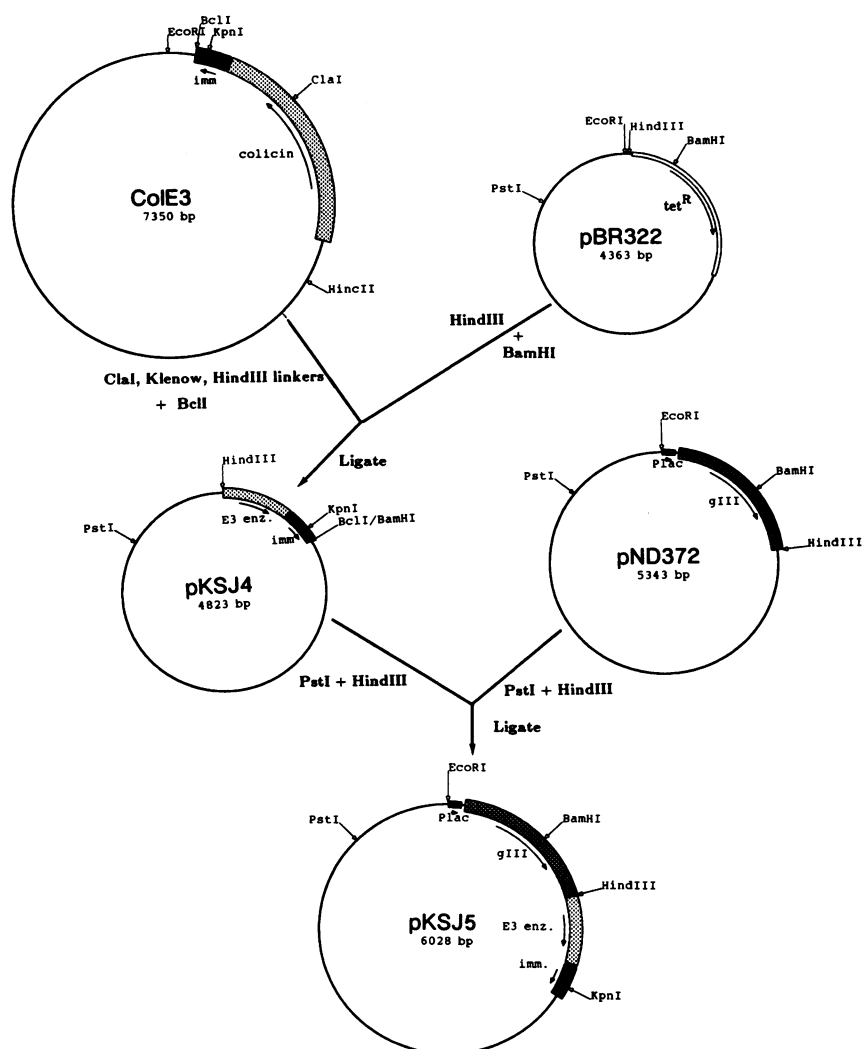 BclI
EcoRI
KpnI
imm
ClaI
colicin
ColE3
7350 bp
HincII
EcoRI
HindIII
BamHI
PstI
tet^R
pBR322
4363 bp
HindIII
+
BamHI
ClaI, Klenow, HindIII linkers
+ BclI
Ligate
HindIII
KpnI
BclI/BamHI
E3 enz.
imm
PstI
pKSJ4
4823 bp
EcoRI
Plac
PstI
BamHI
gIII
HindIII
pND372
5343 bp
PstI + HindIII
PstI + HindIII
Ligate
EcoRI
Plac
PstI
BamHI
gIII
HindIII
pKSJ5
6028 bp
E3 enz.
imm.
KpnI